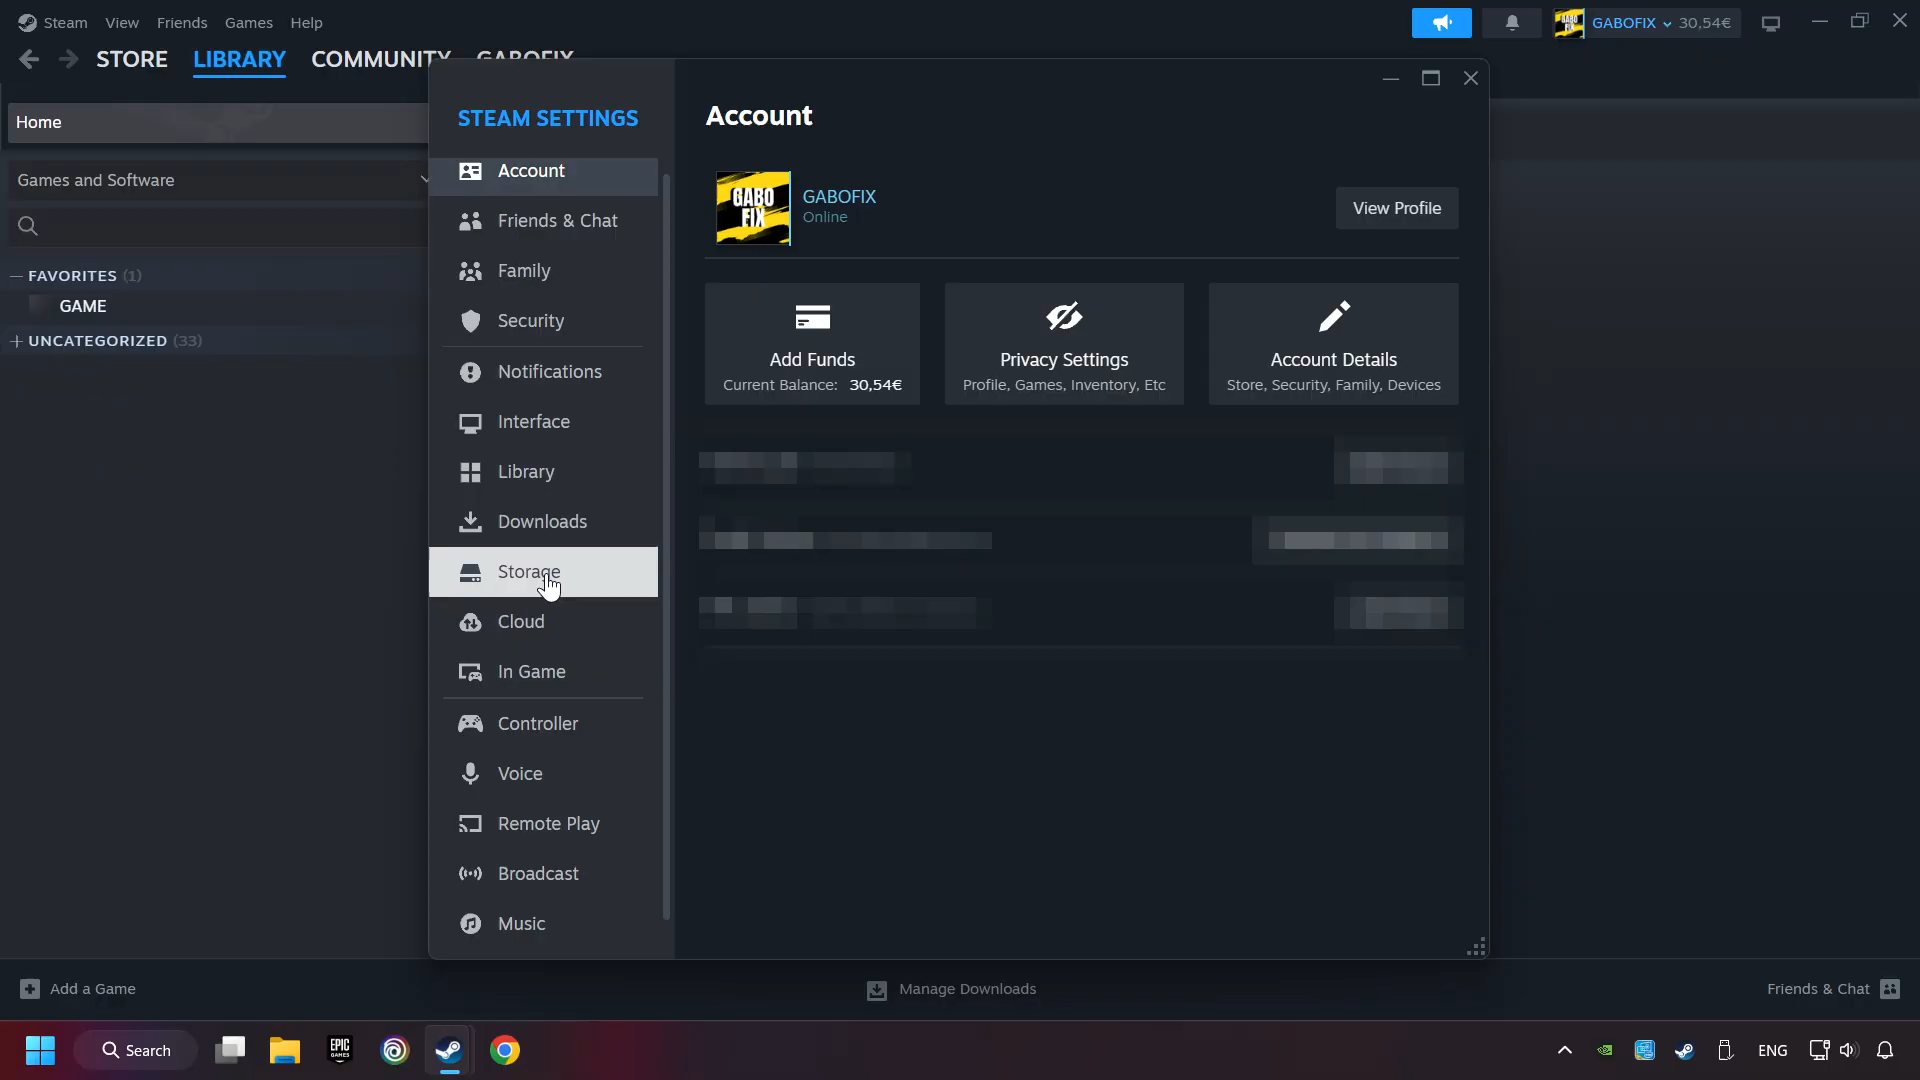 Steam View Friends Games Help
GABOFIX 30,54€
STORE LIBRARY COMMUNITY GABOFIX
Home
Games and Software
FAVORITES (1)
GAME
UNCATEGORIZED (33)
STEAM SETTINGS
Account
Friends & Chat
Family
Security
Notifications
Interface
Library
Downloads
Storage
Cloud
In Game
Controller
Voice
Remote Play
Broadcast
Music
Account
GABO
FIX
GABOFIX
Online
View Profile
Add Funds
Current Balance: 30,54€
Privacy Settings
Profile, Games, Inventory, Etc
Account Details
Store, Security, Family, Devices
Add a Game
Manage Downloads
Friends & Chat
Search
EPIC
GAMES
ENG